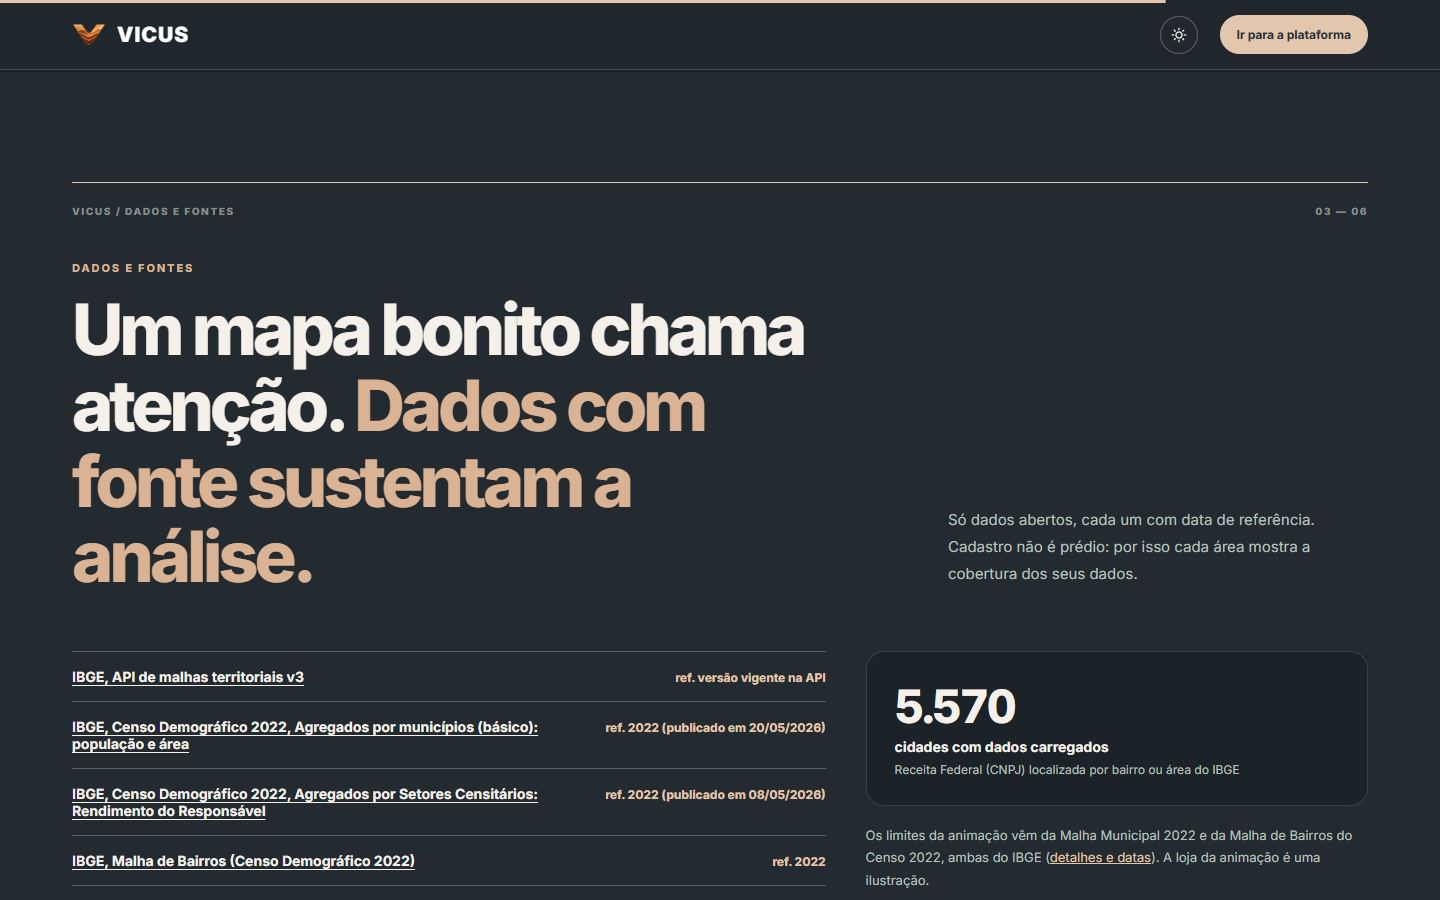 VICUS
Ir para a plataforma
VICUS / DADOS E FONTES
03 — 06
DADOS E FONTES
Um mapa bonito chama
atenção. Dados com
fonte sustentam a
análise.
Só dados abertos, cada um com data de referência.
Cadastro não é prédio: por isso cada área mostra a
cobertura dos seus dados.
IBGE, API de malhas territoriais v3
ref. versão vigente na API
IBGE, Censo Demográfico 2022, Agregados por municípios (básico):
população e área
ref. 2022 (publicado em 20/05/2026)
IBGE, Censo Demográfico 2022, Agregados por Setores Censitários:
Rendimento do Responsável
ref. 2022 (publicado em 08/05/2026)
IBGE, Malha de Bairros (Censo Demográfico 2022)
ref. 2022
5.570
cidades com dados carregados
Receita Federal (CNPJ) localizada por bairro ou área do IBGE
Os limites da animação vêm da Malha Municipal 2022 e da Malha de Bairros do
Censo 2022, ambas do IBGE (detalhes e datas). A loja da animação é uma
ilustração.